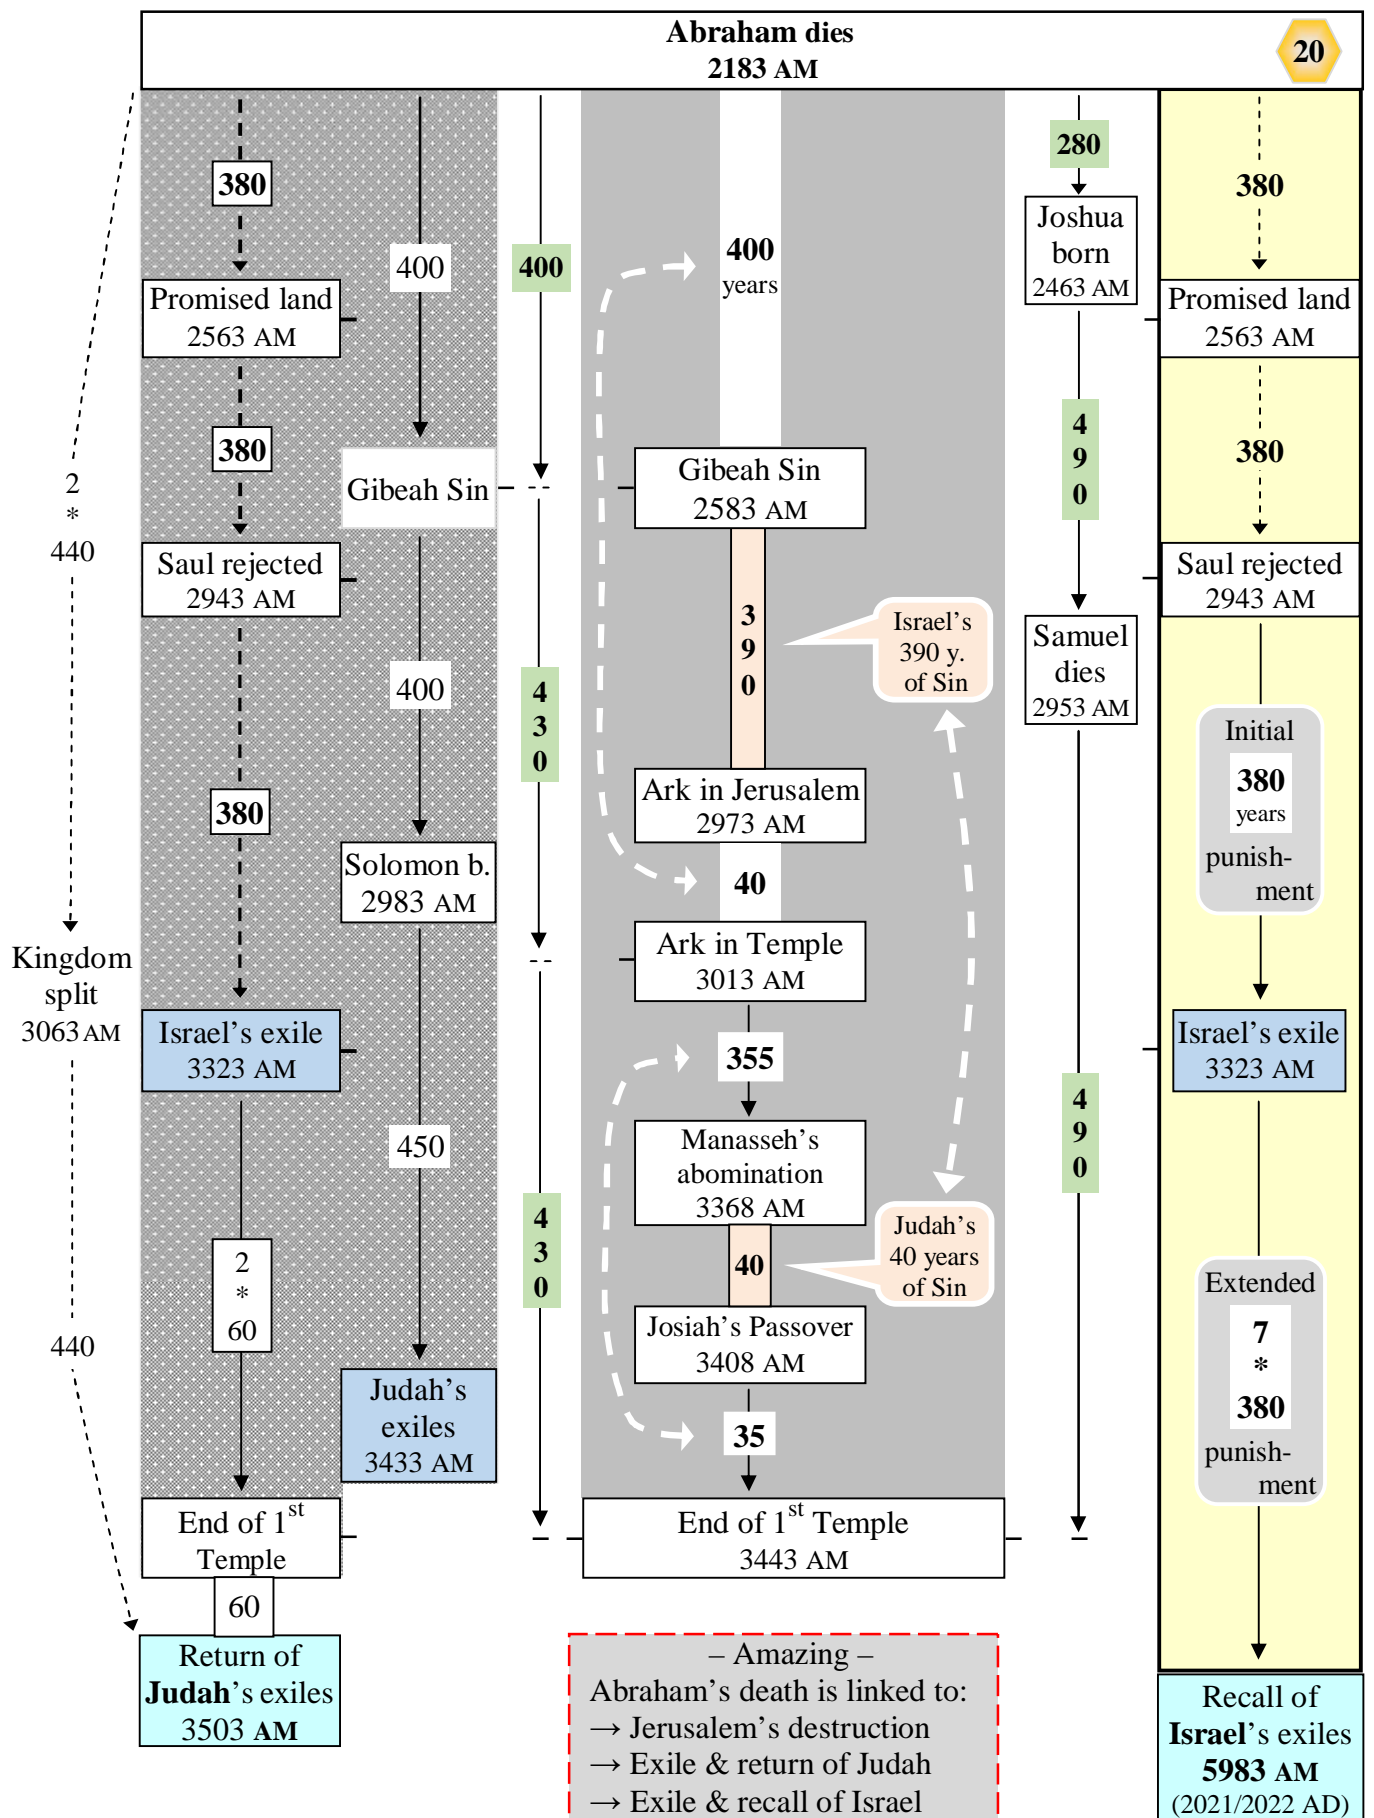 Abraham dies
2183 AM
20
2
*
440
Kingdom
split
3063 AM
440
380
Promised land
2563 AM
380
Saul rejected
2943 AM
380
Israel's exile
3323 AM
2
*
60
End of 1st
Temple
60
Return of
Judah's exiles
3503 AM
400
Gibeah Sin
400
Solomon b.
2983 AM
450
Judah's
exiles
3433 AM
400
4
3
0
4
3
0
400
years
Gibeah Sin
2583 AM
3
9
0
Israel's
390 y.
of Sin
Ark in Jerusalem
2973 AM
40
Ark in Temple
3013 AM
355
Manasseh's
abomination
3368 AM
40
Judah's
40 years
of Sin
Josiah's Passover
3408 AM
35
End of 1st Temple
3443 AM
– Amazing –
Abraham's death is linked to:
→ Jerusalem's destruction
→ Exile & return of Judah
→ Exile & recall of Israel
280
Joshua
born
2463 AM
4
9
0
Samuel
dies
2953 AM
4
9
0
380
Promised land
2563 AM
380
Saul rejected
2943 AM
Initial
380
years
punish-
ment
Israel's exile
3323 AM
Extended
7
*
380
punish-
ment
Recall of
Israel's exiles
5983 AM
(2021/2022 AD)